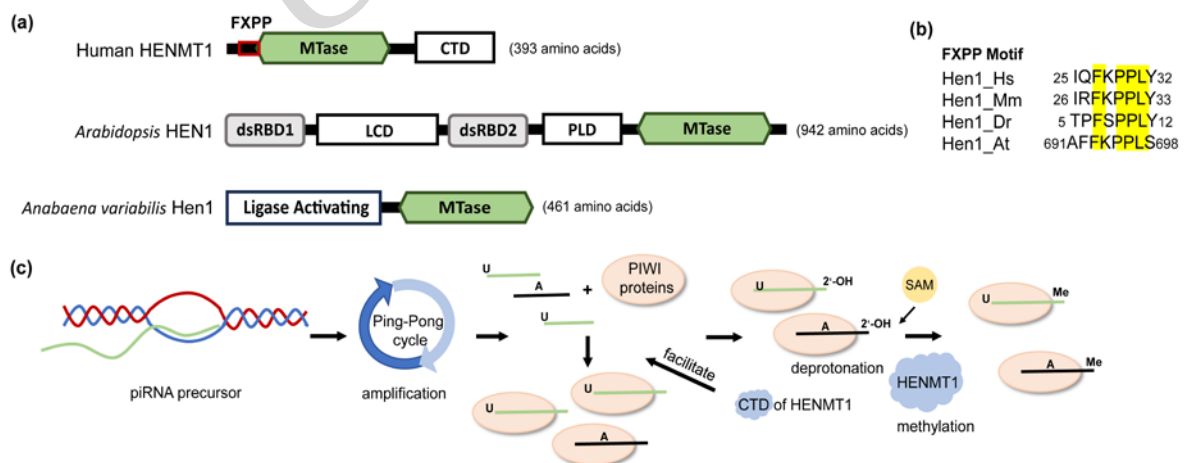 (a)
FXPP
Human HENMT1 MTase CTD (393 amino acids)
Arabidopsis HEN1 dsRBD1 LCD dsRBD2 PLD MTase (942 amino acids)
Anabaena variabilis Hen1 Ligase Activating MTase (461 amino acids)
(b)
FXPP Motif
Hen1_Hs 25 IQFKPPLY32
Hen1_Mm 26 IRFKPPLY33
Hen1_Dr 5 TPFSPPLY12
Hen1_At 691AFFKPPLS698
(c)
piRNA precursor
Ping-Pong
cycle
amplification
U
A
U
+
PIWI
proteins
U
U
A
facilitate
CTD of HENMT1
U 2'-OH
A 2'-OH
deprotonation
SAM
HENMT1
methylation
U Me
A Me